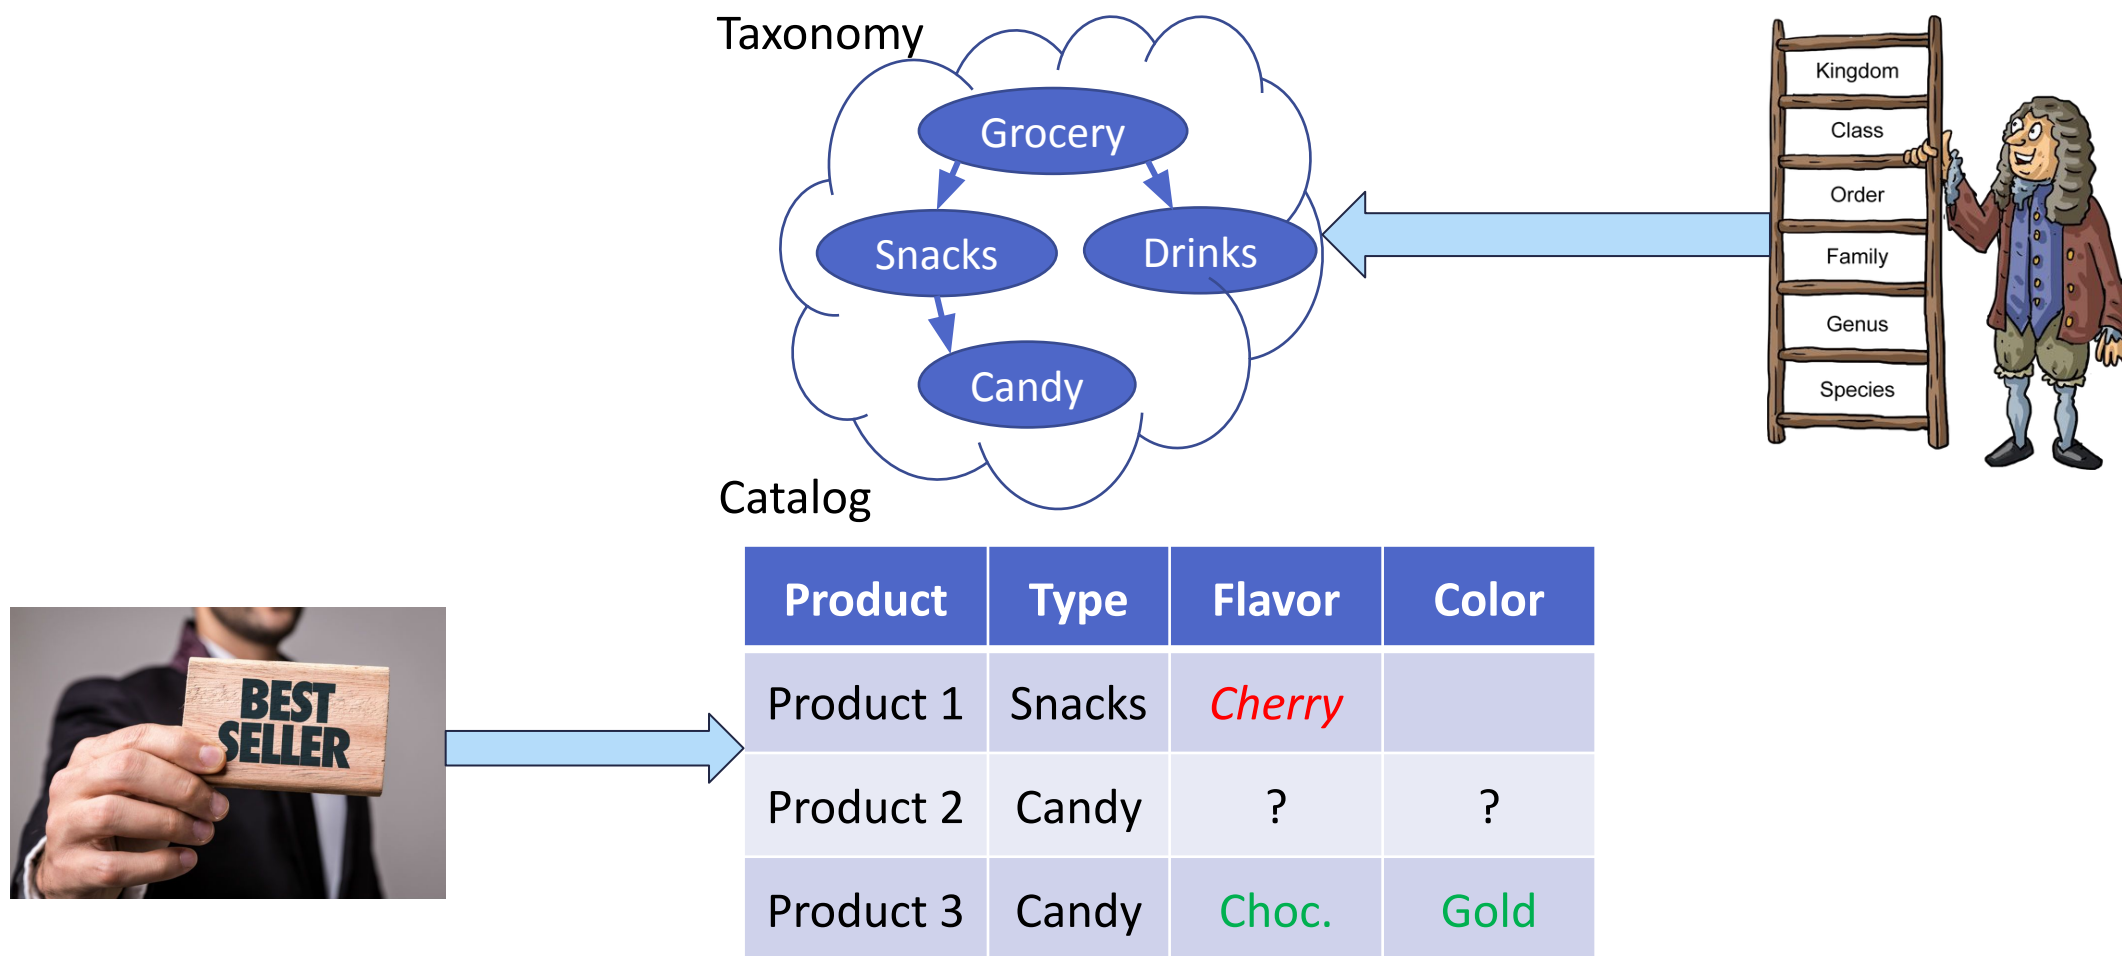 Taxonomy
Grocery
Snacks
Drinks
Candy
Kingdom
Class
Order
Family
Genus
Species
Catalog
BEST
SELLER
Product Type Flavor Color
Product 1 Snacks Cherry
Product 2 Candy ? ?
Product 3 Candy Choc. Gold